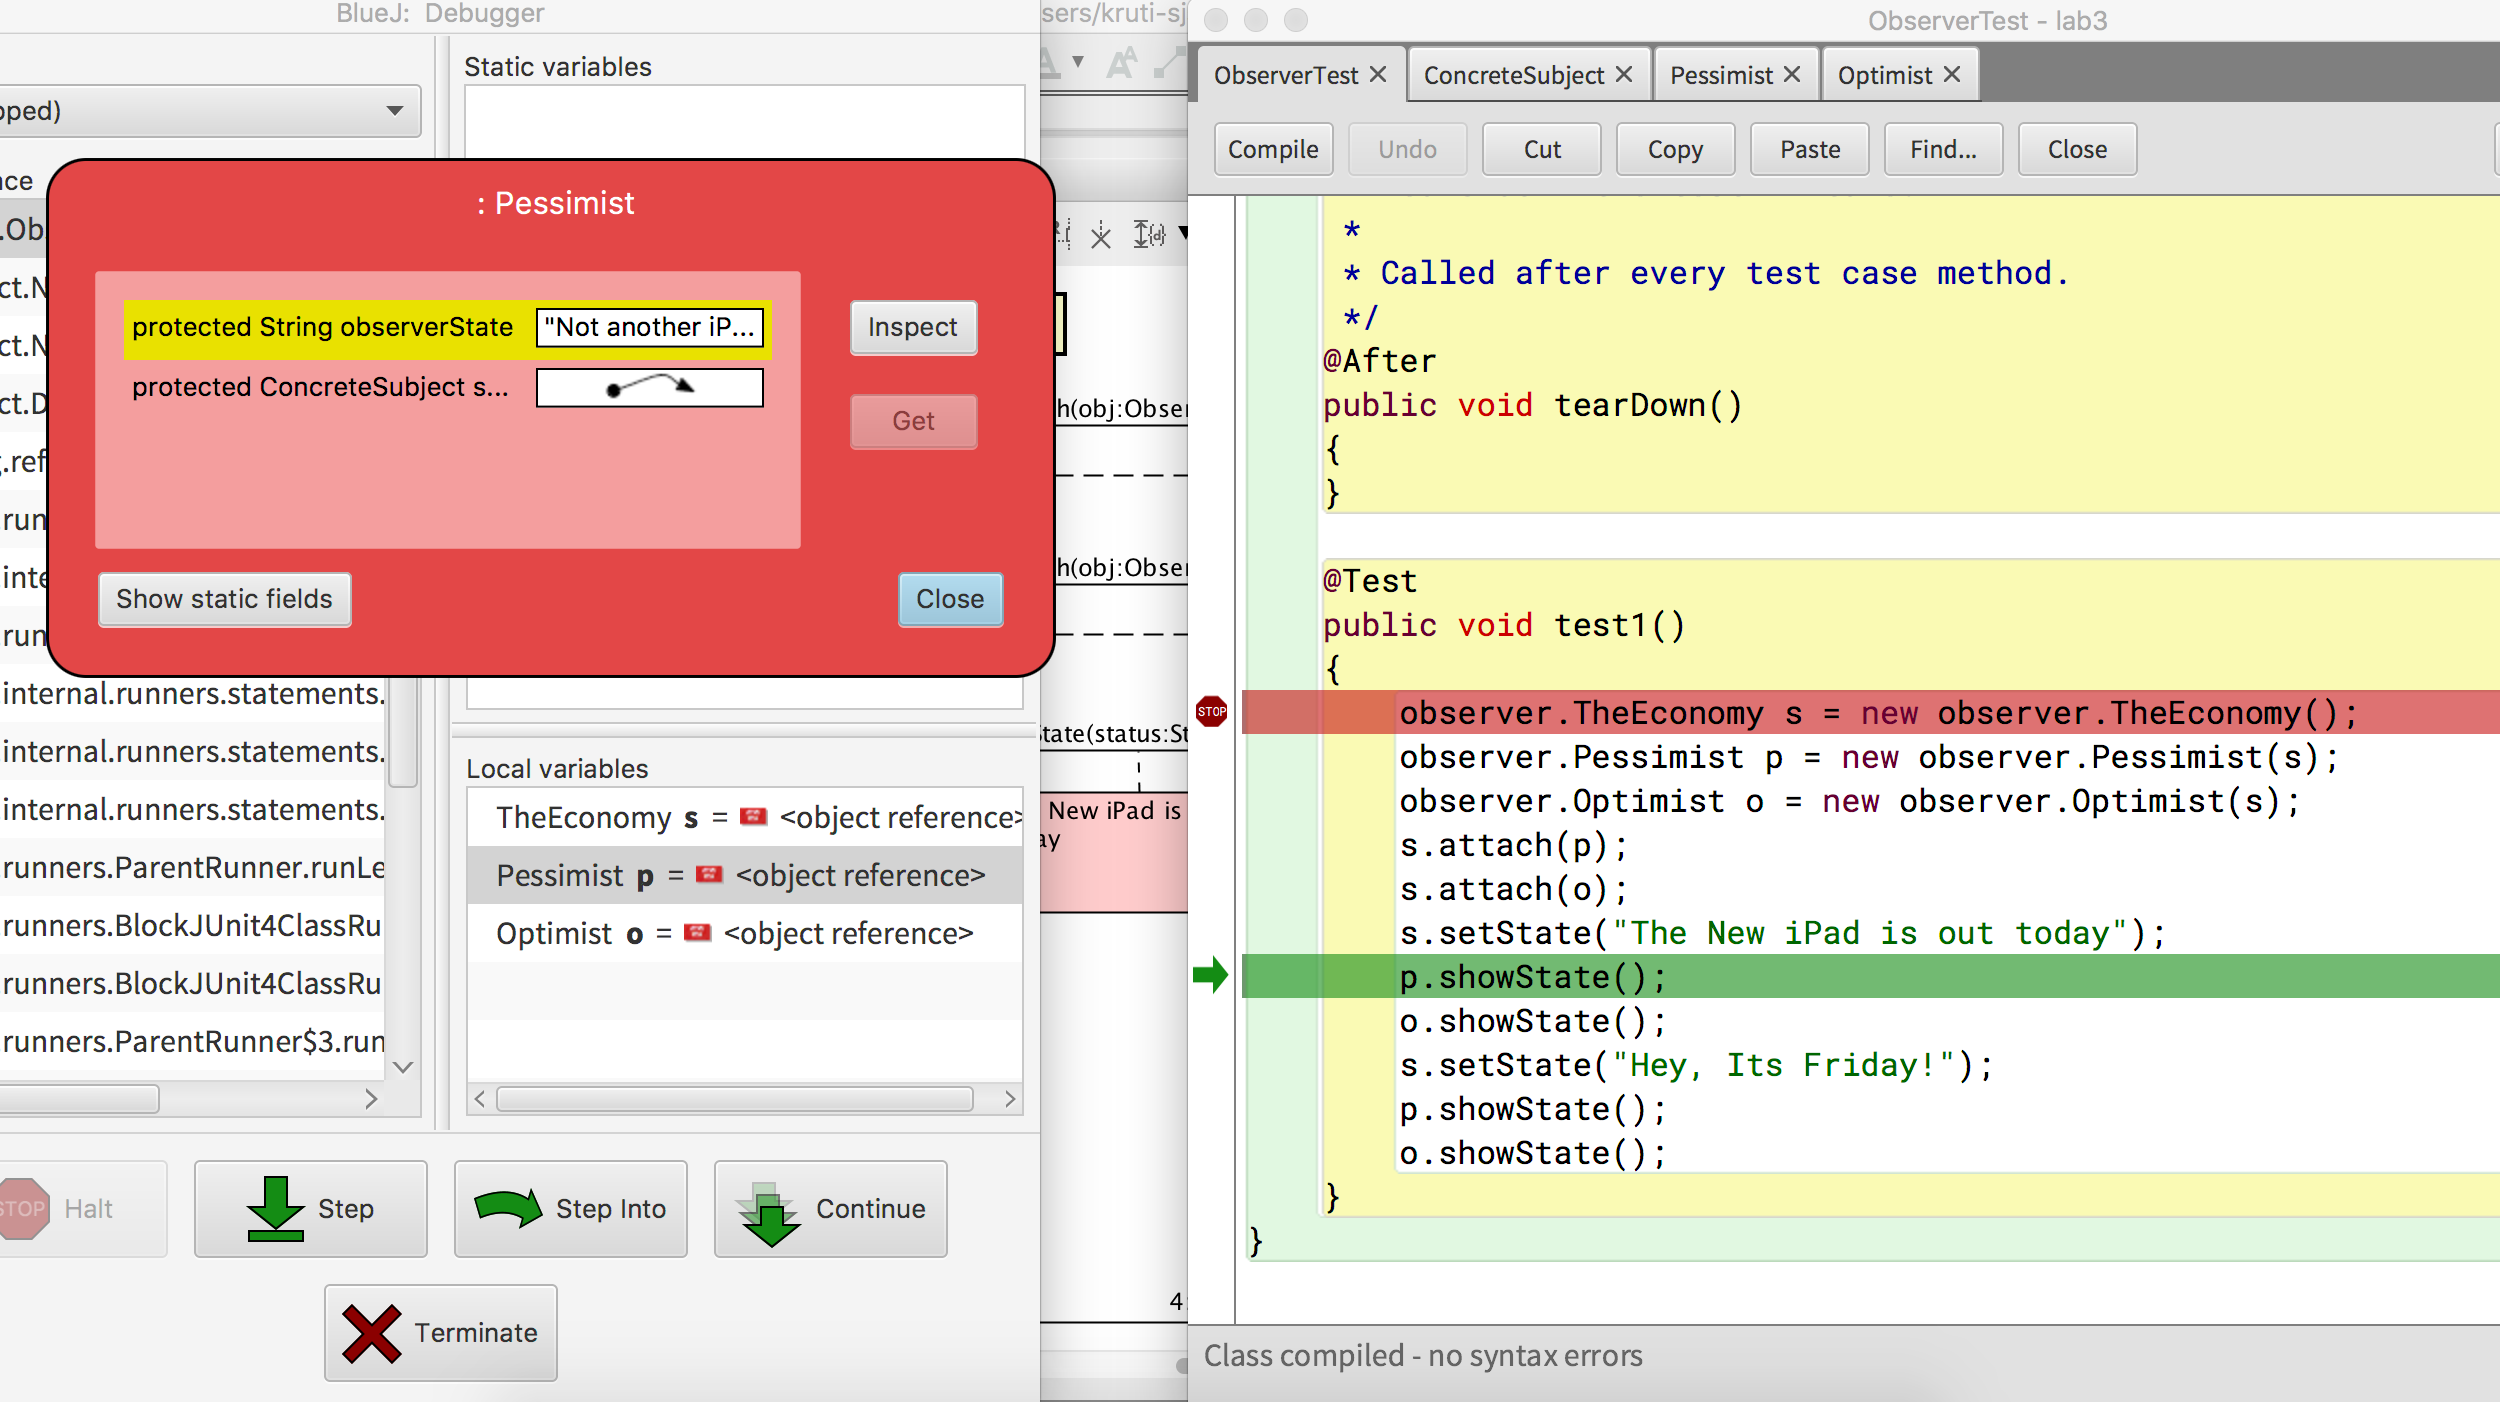 BlueJ: Debugger
Static variables
pped)
nce
.Ob
ct.N
ct.N
ct.D
.ref
run
inte
run
internal.runners.statements.
internal.runners.statements.
internal.runners.statements.
runners.ParentRunner.runLe
runners.BlockJUnit4ClassRu
runners.BlockJUnit4ClassRu
runners.ParentRunner$3.run
: Pessimist
protected String observerState "Not another iP...
protected ConcreteSubject s...
Inspect
Get
Show static fields
Close
Local variables
TheEconomy s = <object reference>
Pessimist p = <object reference>
Optimist o = <object reference>
STOP Halt
Step
Step Into
Continue
Terminate
sers/kruti-sj
h(obj:Obser
h(obj:Obser
tate(status:St
New iPad is
ay
4:
ObserverTest - lab3
ObserverTest
ConcreteSubject
Pessimist
Optimist
Compile
Undo
Cut
Copy
Paste
Find...
Close
*
* Called after every test case method.
*/
@After
public void tearDown()
{
}
@Test
public void test1()
{
STOP
observer.TheEconomy s = new observer.TheEconomy();
observer.Pessimist p = new observer.Pessimist(s);
observer.Optimist o = new observer.Optimist(s);
s.attach(p);
s.attach(o);
s.setState("The New iPad is out today");
p.showState();
o.showState();
s.setState("Hey, Its Friday!");
p.showState();
o.showState();
}
}
Class compiled - no syntax errors